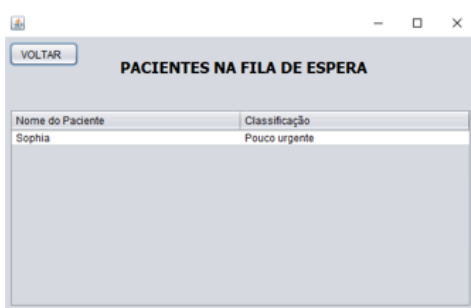 VOLTAR
PACIENTES NA FILA DE ESPERA
Nome do Paciente Classificação
Sophia Pouco urgente